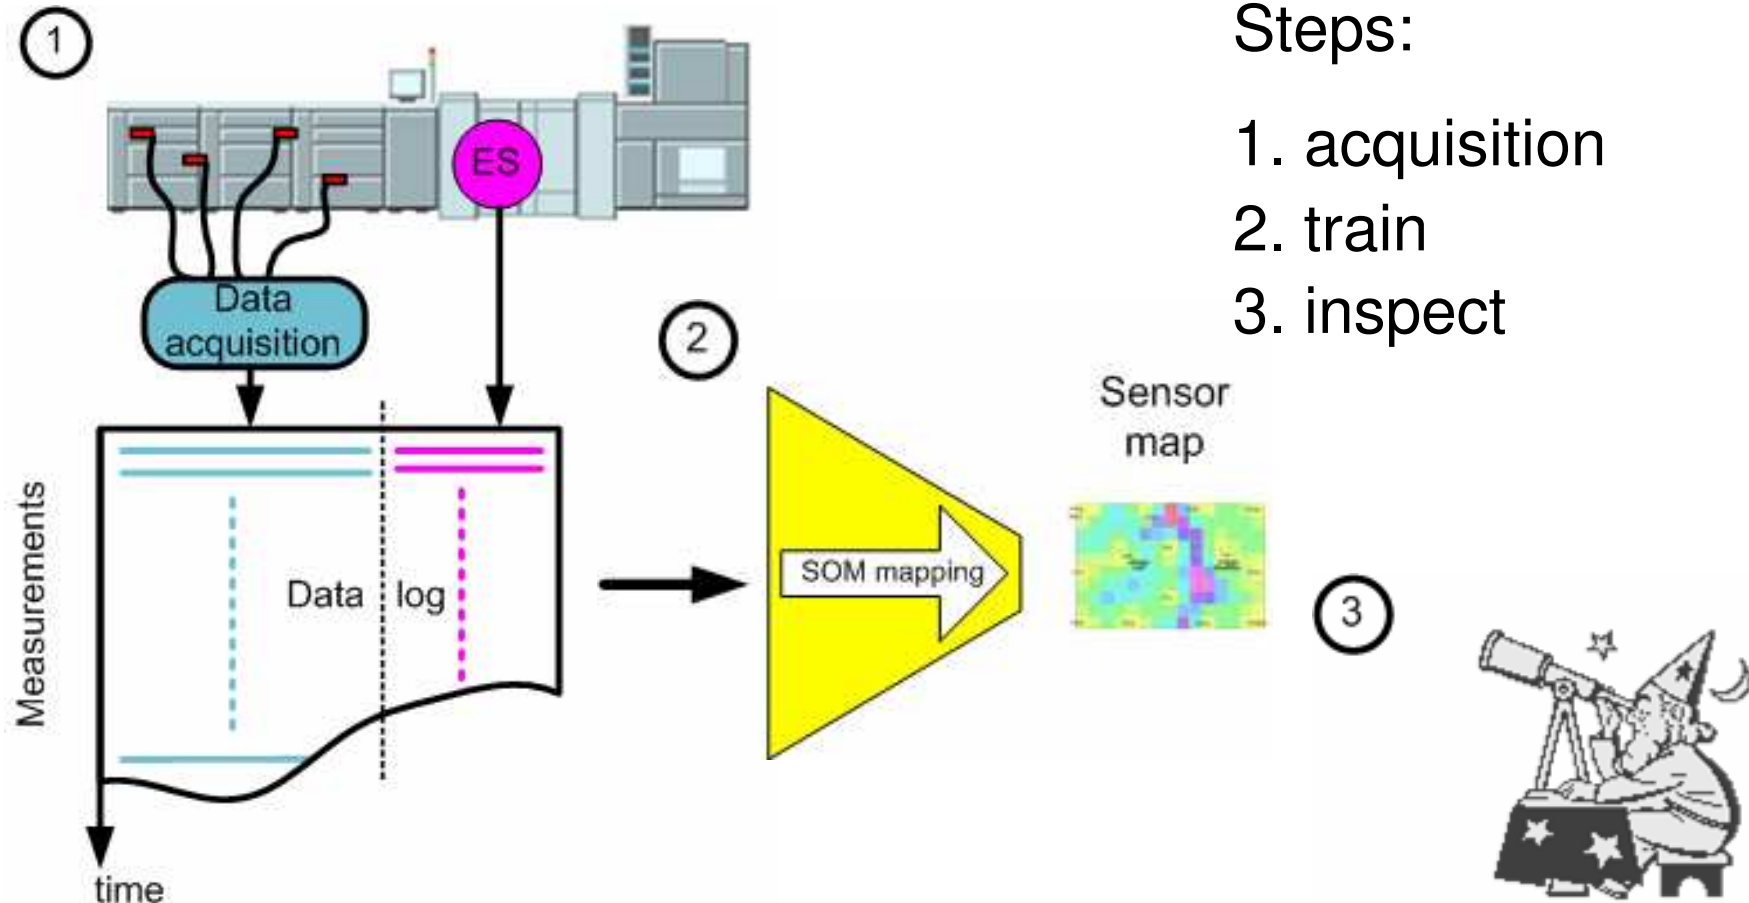 Steps:
1. acquisition
2. train
3. inspect
1
ES
Data
acquisition
2
Sensor
map
Measurements
Data log
SOM mapping
3
time